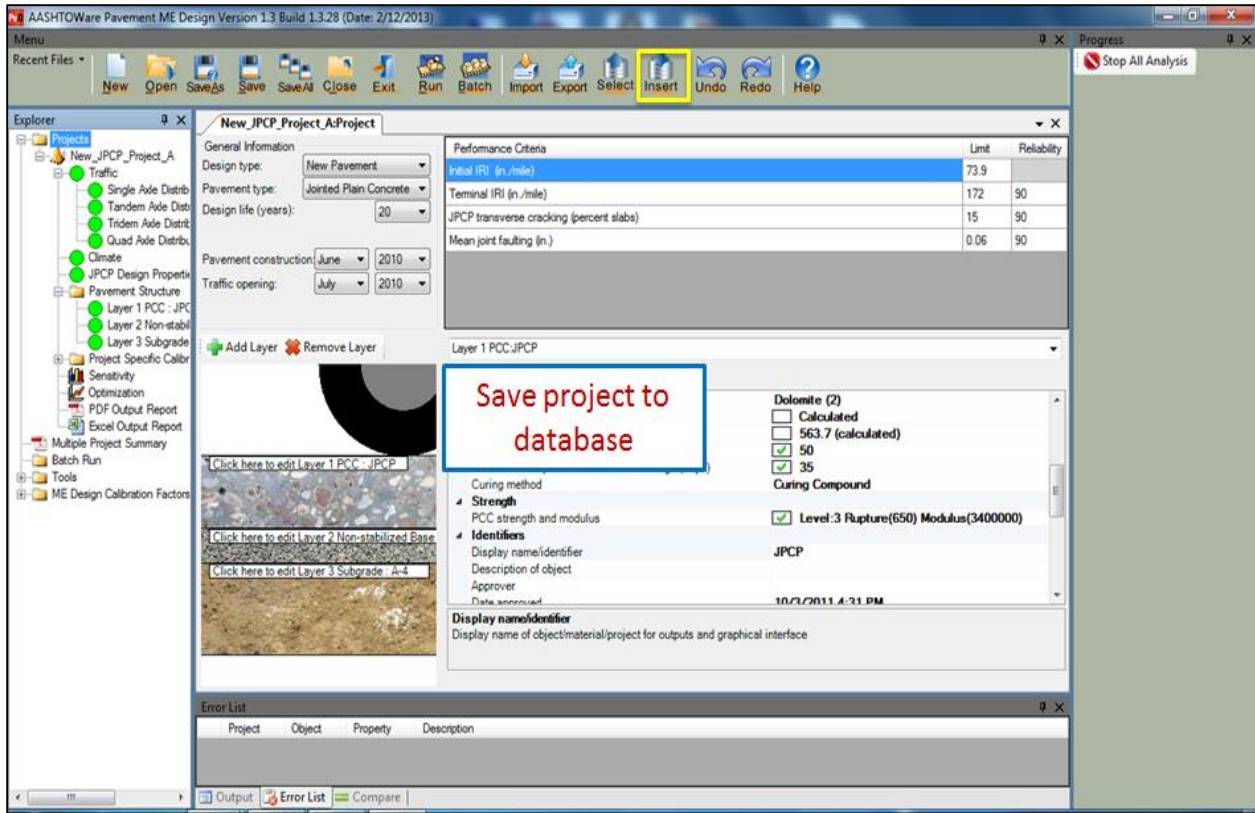 AASHTOWare Pavement ME Design Version 1.3 Build 1.3.28 (Date: 2/12/2013)
Menu
Progress
Recent Files
New Open SaveAs Save SaveAll Close Exit Run Batch Import Export Select Insert Undo Redo Help
Stop All Analysis
Explorer
Projects
New_JPCP_Project_A
Traffic
Single Axle Distrib
Tandem Axle Disti
Tridem Axle Distrit
Quad Axle Distribu
Climate
JPCP Design Properti
Pavement Structure
Layer 1 PCC : JPC
Layer 2 Non-stabil
Layer 3 Subgrade
Project Specific Calibr
Sensitivity
Optimization
PDF Output Report
Excel Output Report
Multiple Project Summary
Batch Run
Tools
ME Design Calibration Factors
New_JPCP_Project_A:Project
General Information
Design type: New Pavement
Pavement type: Jointed Plain Concrete
Design life (years): 20
Pavement construction: June 2010
Traffic opening: July 2010
Performance Criteria Limit Reliability
Initial IRI (in./mile) 73.9
Terminal IRI (in./mile) 172 90
JPCP transverse cracking (percent slabs) 15 90
Mean joint faulting (in.) 0.06 90
Add Layer Remove Layer
Click here to edit Layer 1 PCC : JPCP
Click here to edit Layer 2 Non-stabilized Base
Click here to edit Layer 3 Subgrade : A-4
Layer 1 PCC:JPCP
Save project to
database
Dolomite (2)
Calculated
563.7 (calculated)
50
35
Curing method Curing Compound
Strength
PCC strength and modulus Level:3 Rupture(650) Modulus(3400000)
Identifiers
Display name/identifier JPCP
Description of object
Approver
Date approved 10/3/2011 4:31 PM
Display name/identifier
Display name of object/material/project for outputs and graphical interface
Error List
Project Object Property Description
Output Error List Compare